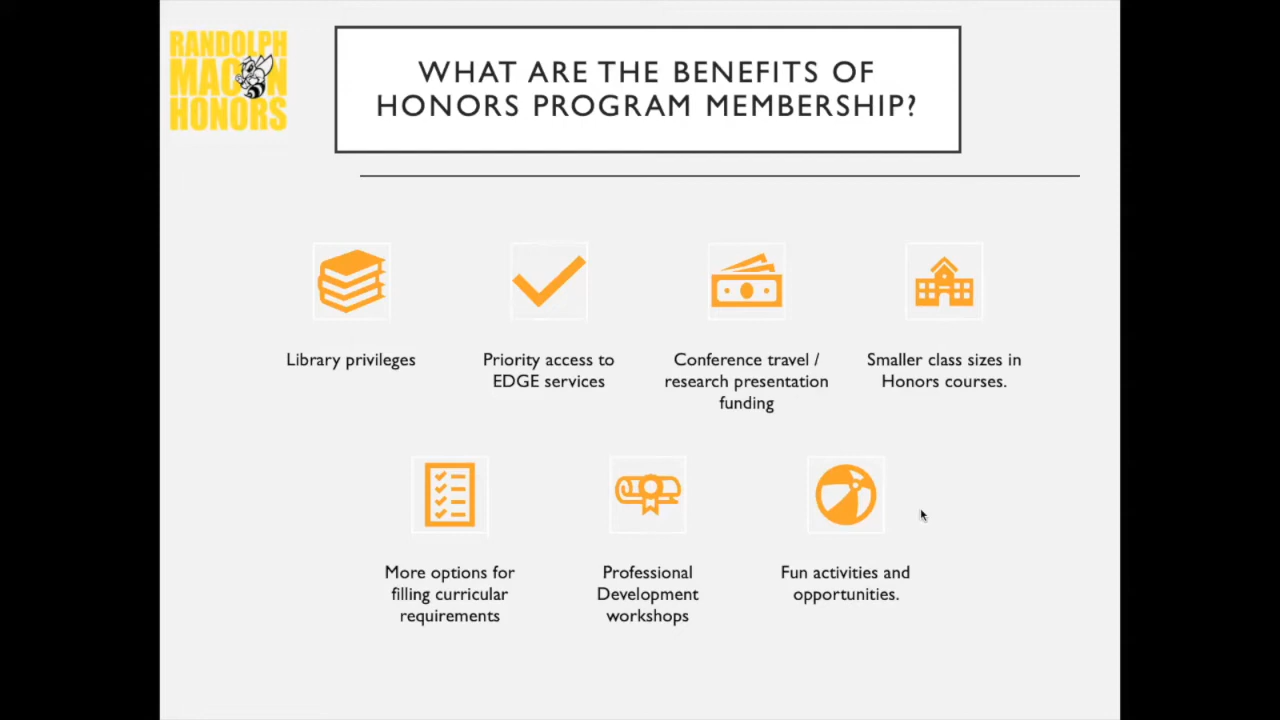 RANDOLPH
MACON
HONORS
WHAT ARE THE BENEFITS OF
HONORS PROGRAM MEMBERSHIP?
Library privileges
Priority access to
EDGE services
Conference travel /
research presentation
funding
Smaller class sizes in
Honors courses.
More options for
filling curricular
requirements
Professional
Development
workshops
Fun activities and
opportunities.